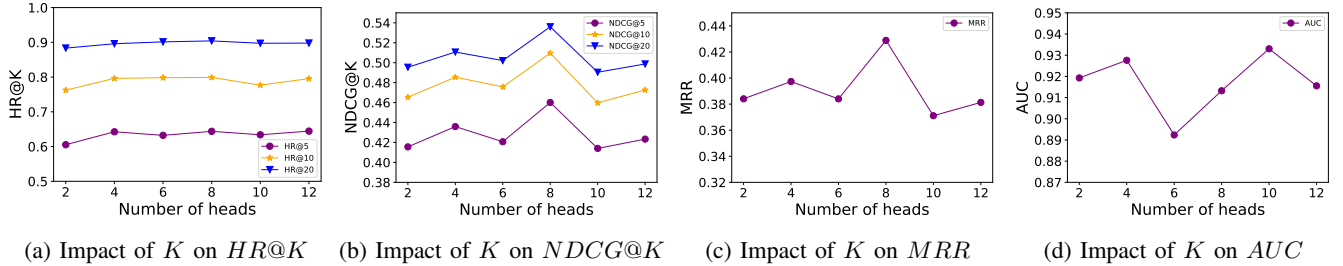 HR@K
1.0
0.9
0.8
0.7
0.6
0.5
HR@5
HR@10
HR@20
2 4 6 8 10 12
Number of heads
(a) Impact of K on HR@K
NDCG@K
0.54
0.52
0.50
0.48
0.46
0.44
0.42
0.40
0.38
NDCG@5
NDCG@10
NDCG@20
2 4 6 8 10 12
Number of heads
(b) Impact of K on NDCG@K
MRR
0.44
0.42
0.40
0.38
0.36
0.34
0.32
MRR
2 4 6 8 10 12
Number of heads
(c) Impact of K on MRR
AUC
0.95
0.94
0.93
0.92
0.91
0.90
0.89
0.88
0.87
AUC
2 4 6 8 10 12
Number of heads
(d) Impact of K on AUC